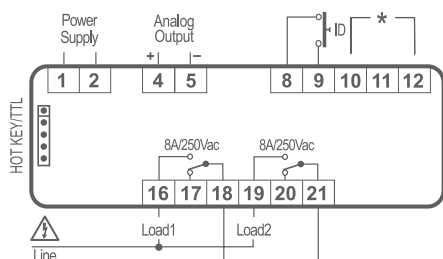 Power
Supply
Analog
Output
+ −
ID
*
1 2 4 5 8 9 10 11 12
HOT KEY/TTL
8A/250Vac 8A/250Vac
16 17 18 19 20 21
Load1 Load2
Line